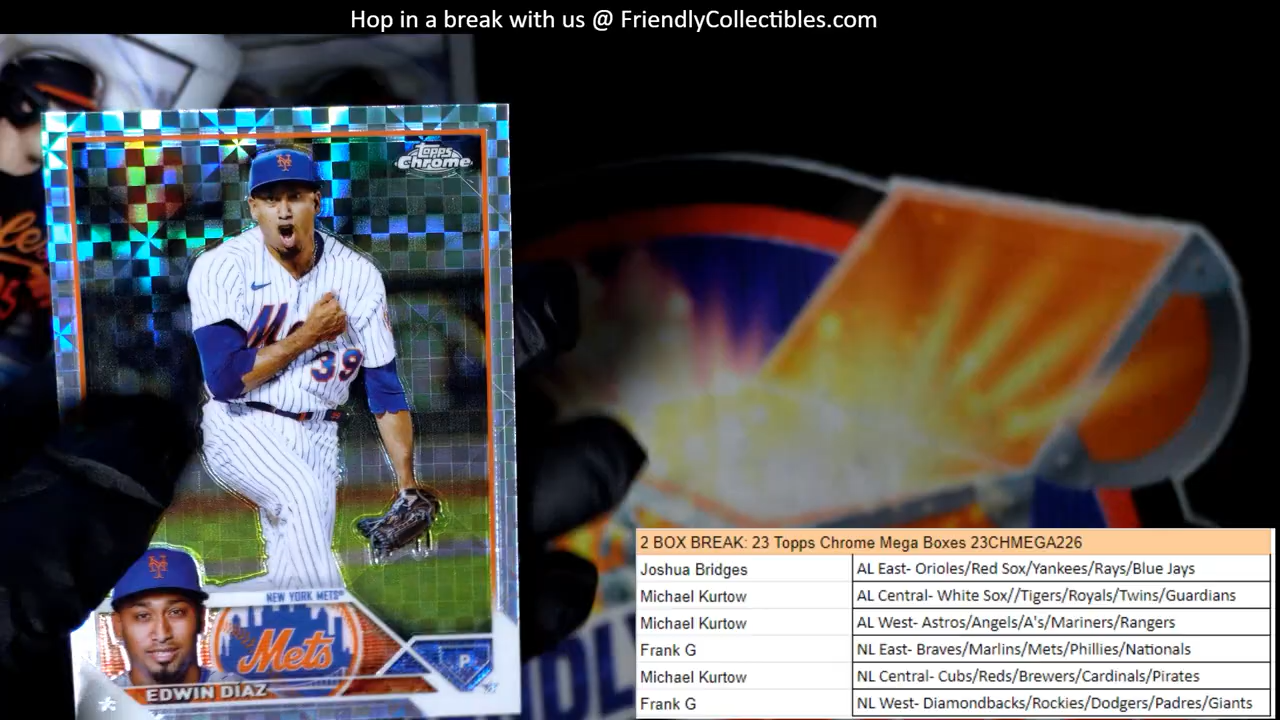 Hop in a break with us @ FriendlyCollectibles.com
Topps
Chrome
Mets
39
NEW YORK METS
Mets
P
EDWIN DÍAZ
2 BOX BREAK: 23 Topps Chrome Mega Boxes 23CHMEGA226
Joshua Bridges AL East- Orioles/Red Sox/Yankees/Rays/Blue Jays
Michael Kurtow AL Central- White Sox//Tigers/Royals/Twins/Guardians
Michael Kurtow AL West- Astros/Angels/A's/Mariners/Rangers
Frank G NL East- Braves/Marlins/Mets/Phillies/Nationals
Michael Kurtow NL Central- Cubs/Reds/Brewers/Cardinals/Pirates
Frank G NL West- Diamondbacks/Rockies/Dodgers/Padres/Giants